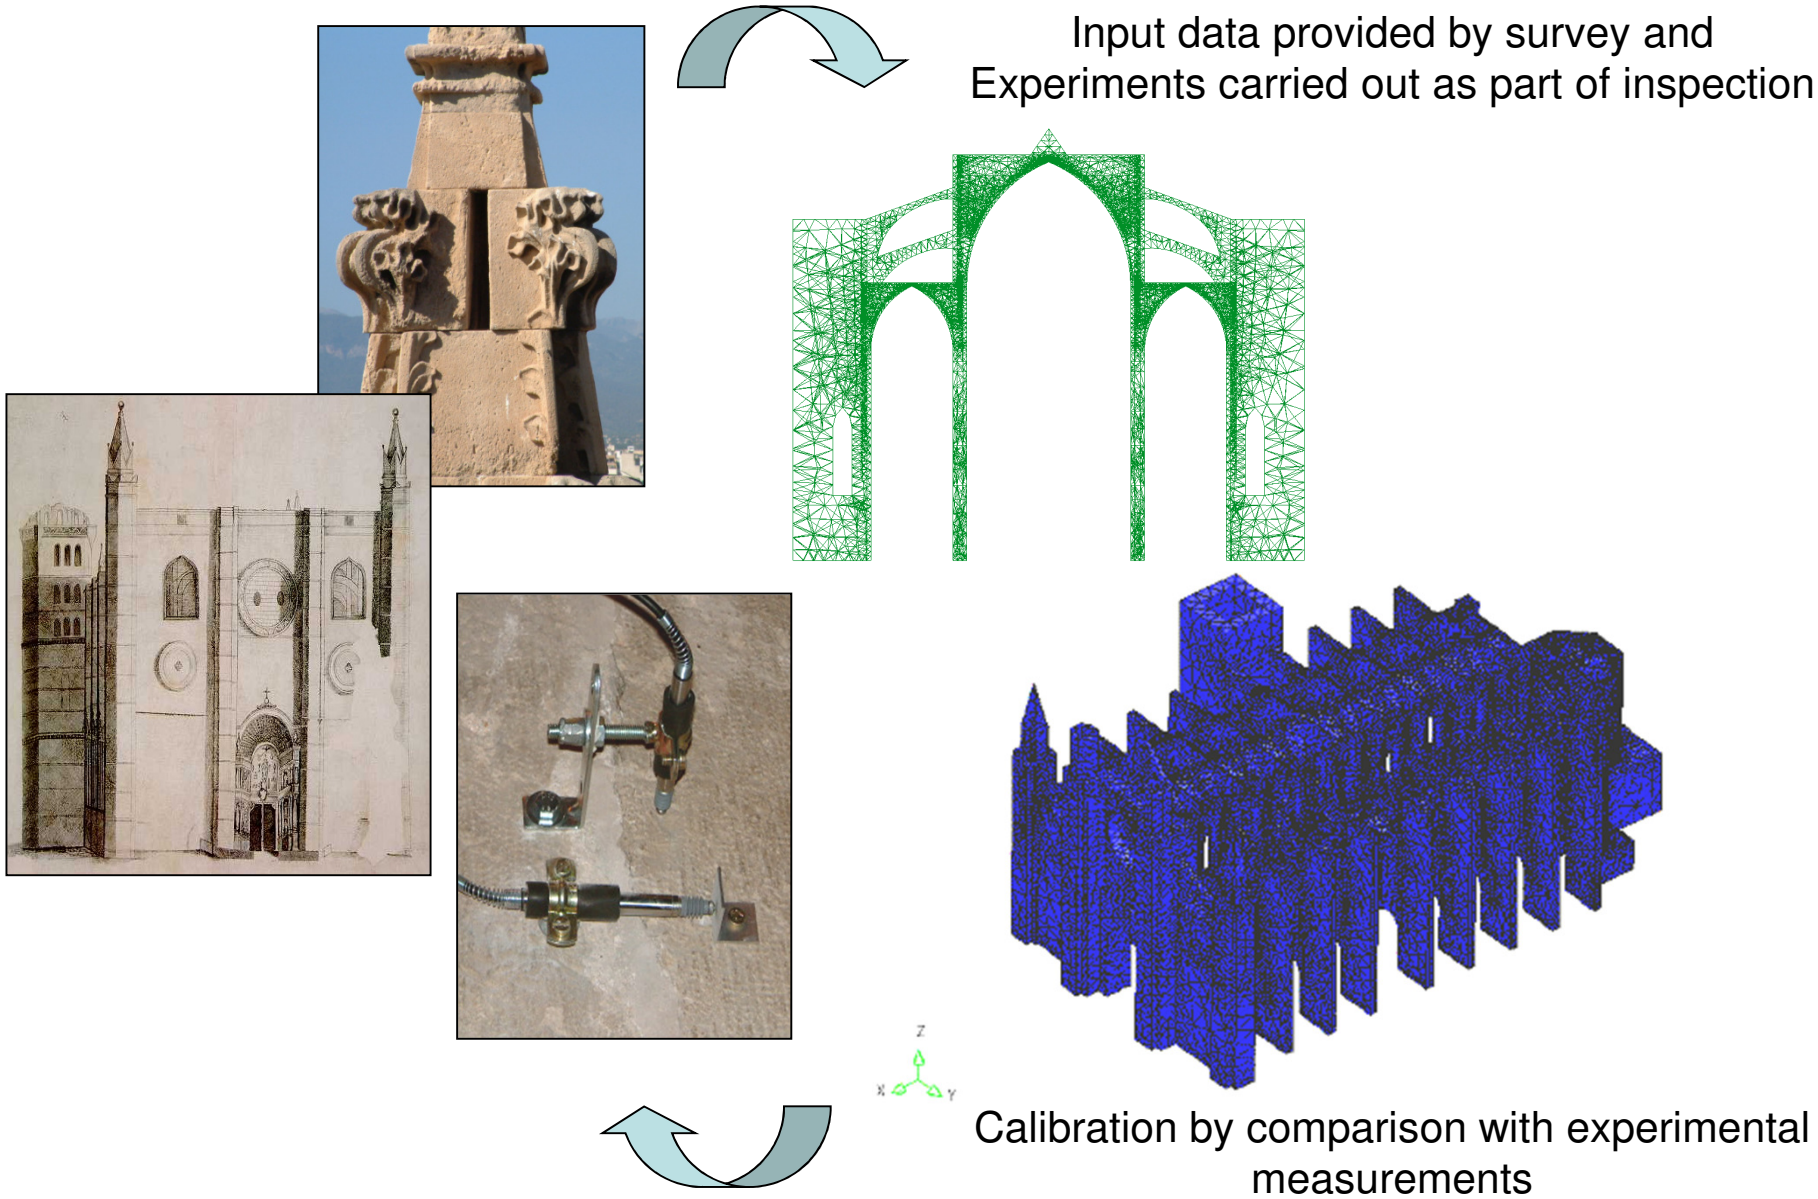 Input data provided by survey and
Experiments carried out as part of inspection
Z
X
Y
Calibration by comparison with experimental
measurements